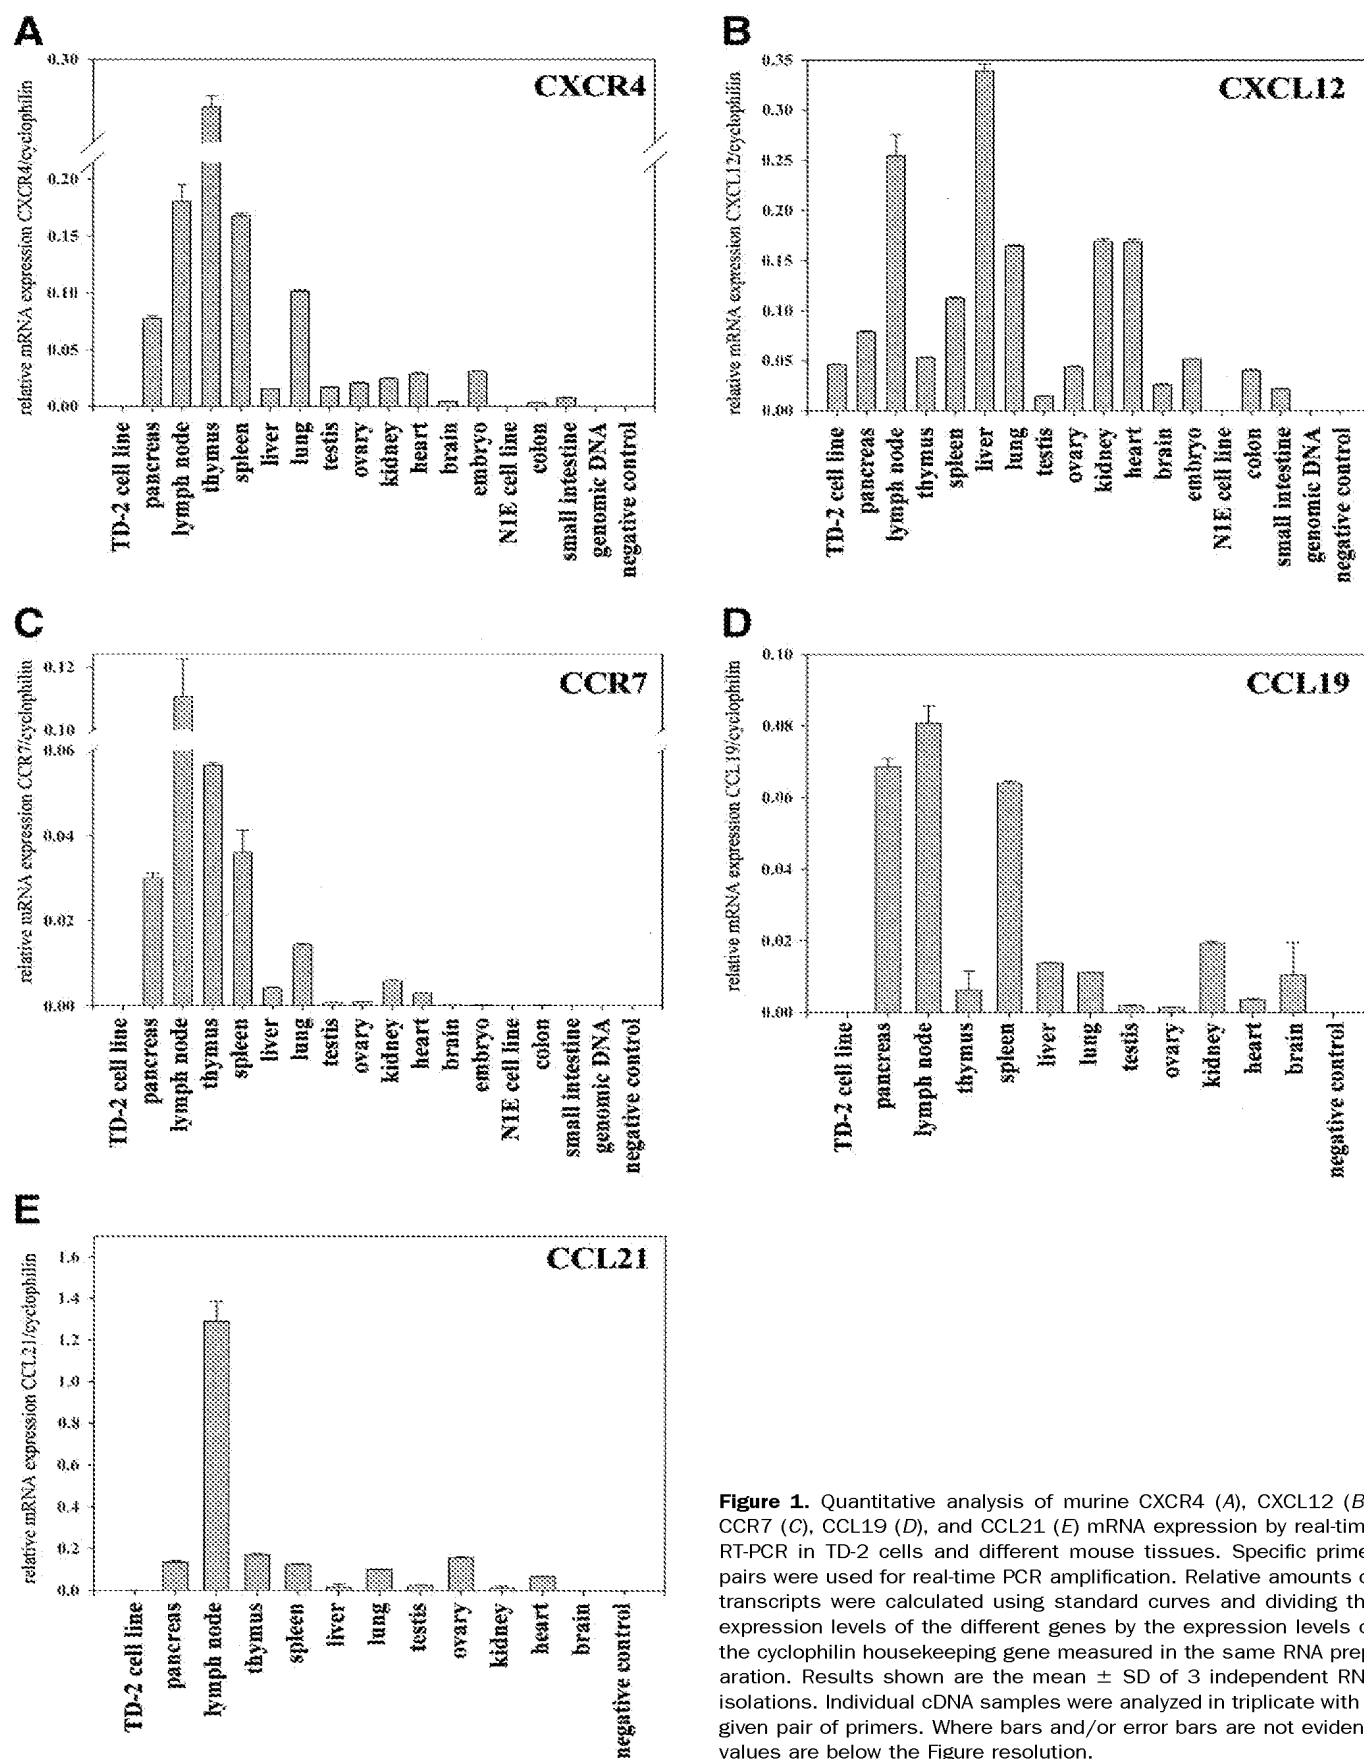 A
CXCR4
relative mRNA expression CXCR4/cyclophilin
0.30
0.20
0.15
0.10
0.05
0.00
TD-2 cell line
pancreas
lymph node
thymus
spleen
liver
lung
testis
ovary
kidney
heart
brain
embryo
N1E cell line
colon
small intestine
genomic DNA
negative control
B
CXCL12
relative mRNA expression CXCL12/cyclophilin
0.35
0.30
0.25
0.20
0.15
0.10
0.05
0.00
TD-2 cell line
pancreas
lymph node
thymus
spleen
liver
lung
testis
ovary
kidney
heart
brain
embryo
N1E cell line
colon
small intestine
genomic DNA
negative control
C
CCR7
relative mRNA expression CCR7/cyclophilin
0.12
0.10
0.06
0.04
0.02
0.00
TD-2 cell line
pancreas
lymph node
thymus
spleen
liver
lung
testis
ovary
kidney
heart
brain
embryo
N1E cell line
colon
small intestine
genomic DNA
negative control
D
CCL19
relative mRNA expression CCL19/cyclophilin
0.10
0.08
0.06
0.04
0.02
0.00
TD-2 cell line
pancreas
lymph node
thymus
spleen
liver
lung
testis
ovary
kidney
heart
brain
negative control
E
CCL21
relative mRNA expression CCL21/cyclophilin
1.6
1.4
1.2
1.0
0.8
0.6
0.4
0.2
0.0
TD-2 cell line
pancreas
lymph node
thymus
spleen
liver
lung
testis
ovary
kidney
heart
brain
negative control
Figure 1. Quantitative analysis of murine CXCR4 (A), CXCL12 (B
CCR7 (C), CCL19 (D), and CCL21 (E) mRNA expression by real-tim
RT-PCR in TD-2 cells and different mouse tissues. Specific prime
pairs were used for real-time PCR amplification. Relative amounts o
transcripts were calculated using standard curves and dividing th
expression levels of the different genes by the expression levels o
the cyclophilin housekeeping gene measured in the same RNA prep
aration. Results shown are the mean ± SD of 3 independent RN
isolations. Individual cDNA samples were analyzed in triplicate with
given pair of primers. Where bars and/or error bars are not eviden
values are below the Figure resolution.